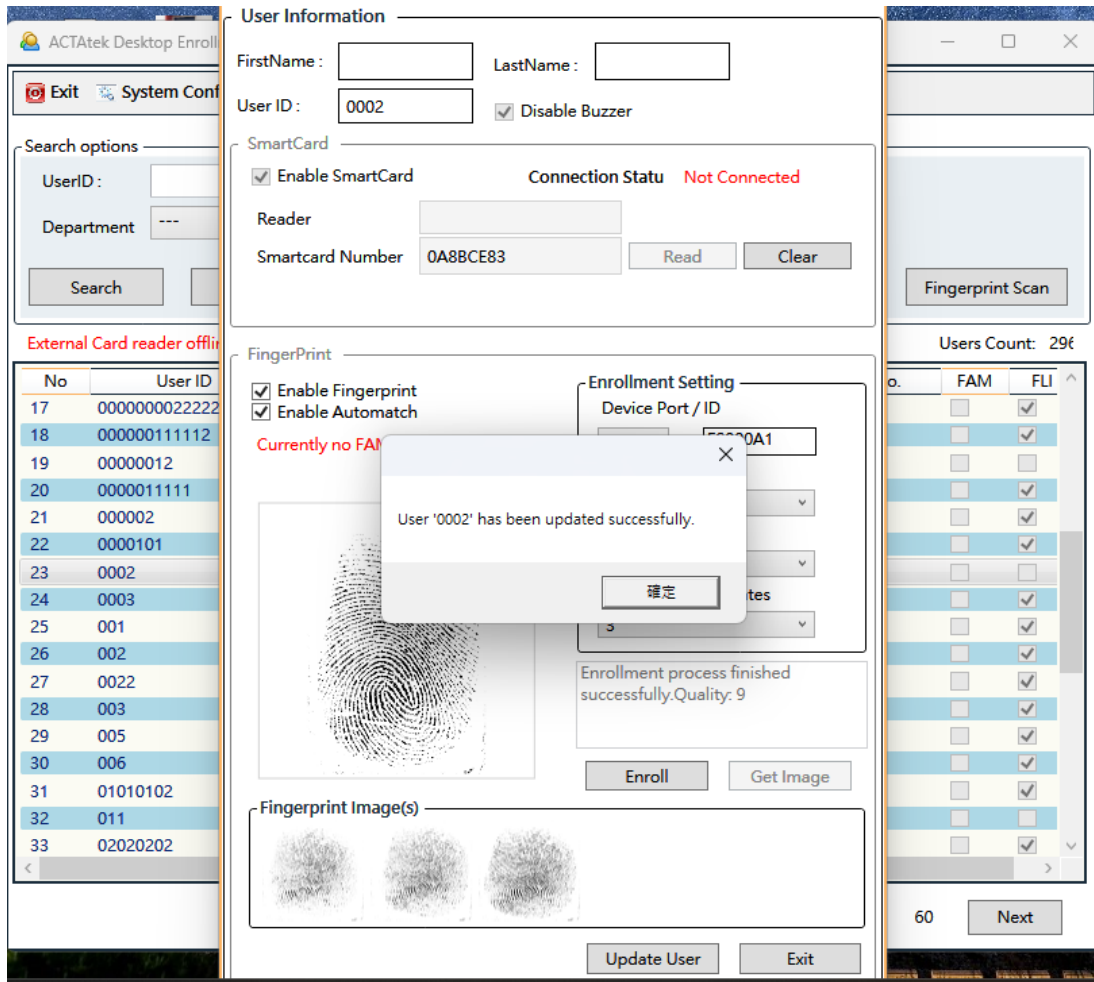 User Information
ACTAtek Desktop Enroll
FirstName :
LastName :
Exit
System Conf
User ID :
0002
Disable Buzzer
Search options
SmartCard
UserID :
Enable SmartCard
Connection Statu
Not Connected
Department
---
Reader
Smartcard Number
0A8BCE83
Read
Clear
Search
Fingerprint Scan
External Card reader offli
Users Count: 296
FingerPrint
No
User ID
o.
FAM
FLI
Enable Fingerprint
Enable Automatch
Enrollment Setting
Device Port / ID
Currently no FAM
17 0000000022222
18 000000111112
19 00000012
20 0000011111
21 000002
22 0000101
23 0002
24 0003
25 001
26 002
27 0022
28 003
29 005
30 006
31 01010102
32 011
33 02020202
User '0002' has been updated successfully.
確定
tes
3
Enrollment process finished
successfully.Quality: 9
Enroll
Get Image
Fingerprint Image(s)
60
Next
Update User
Exit